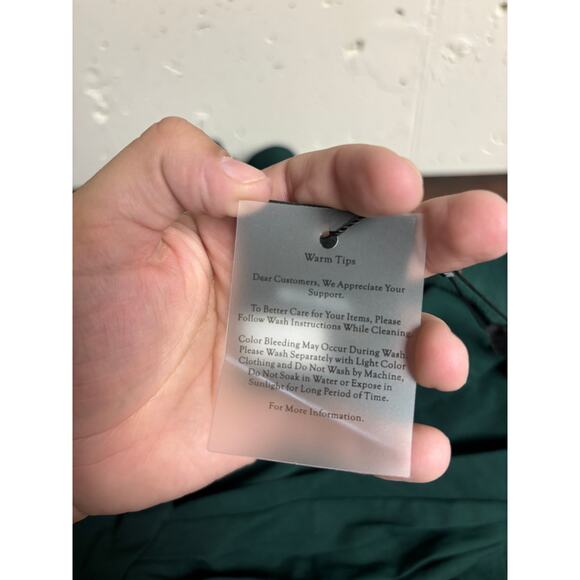 Warm Tips
Dear Customers, We Appreciate Your
Support.
To Better Care for Your Items, Please
Follow Wash Instructions While Cleaning.
Color Bleeding May Occur During Wash.
Please Wash Separately with Light Color
Clothing and Do Not Wash by Machine,
Do Not Soak in Water or Expose in
Sunlight for Long Period of Time.
For More Information.